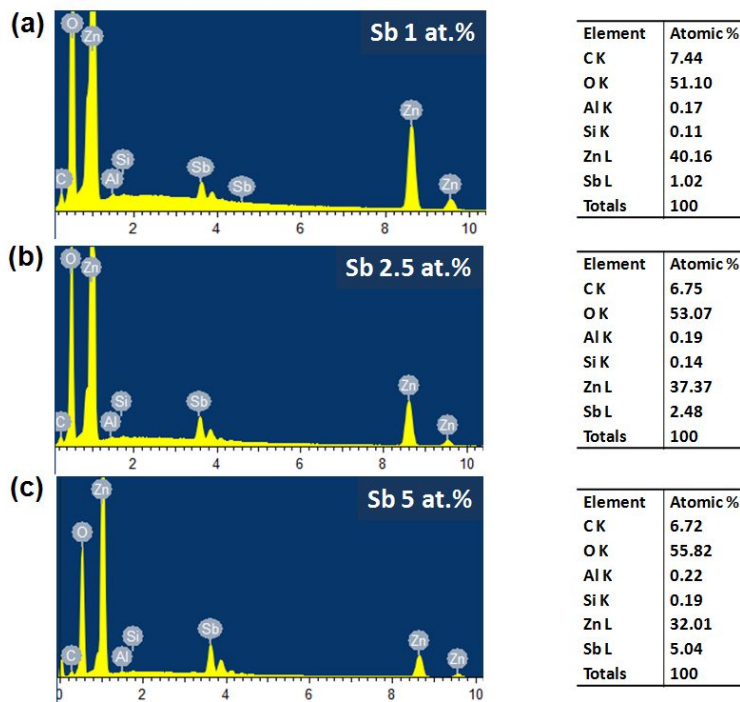 (a)
Sb 1 at.%
O
Zn
C
Al
Si
Sb
Sb
Zn
Zn
2 4 6 8 10
Element Atomic %
C K 7.44
O K 51.10
Al K 0.17
Si K 0.11
Zn L 40.16
Sb L 1.02
Totals 100
(b)
Sb 2.5 at.%
O
Zn
C
Al
Si
Sb
Zn
Zn
2 4 6 8 10
Element Atomic %
C K 6.75
O K 53.07
Al K 0.19
Si K 0.14
Zn L 37.37
Sb L 2.48
Totals 100
(c)
Sb 5 at.%
O
Zn
C
Al
Si
Sb
Zn
Zn
0 2 4 6 8 10
Element Atomic %
C K 6.72
O K 55.82
Al K 0.22
Si K 0.19
Zn L 32.01
Sb L 5.04
Totals 100